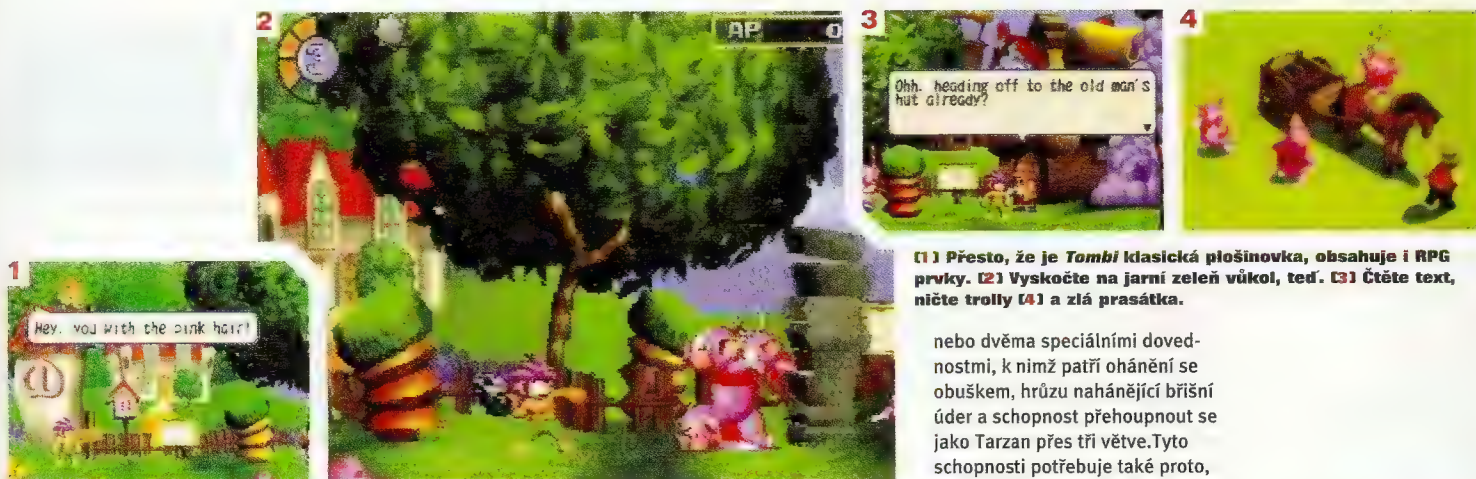 2
AP 0
3
Ohh. heading off to the old man's
hut already?
4
1
Hey. you with the pink hair!
[1] Přesto, že je Tombi klasická plošinovka, obsahuje i RPG
prvky. [2] Vyskočte na jarní zeleň vůkol, teď. [3] Čtěte text,
ničte trolly [4] a zlá prasátka.
nebo dvěma speciálními doved-
nostmi, k nimž patří ohánění se
obuškem, hrůzu nahánějící břišní
úder a schopnost přehoupnout se
jako Tarzan přes tři větve.Tyto
schopnosti potřebuje také proto,